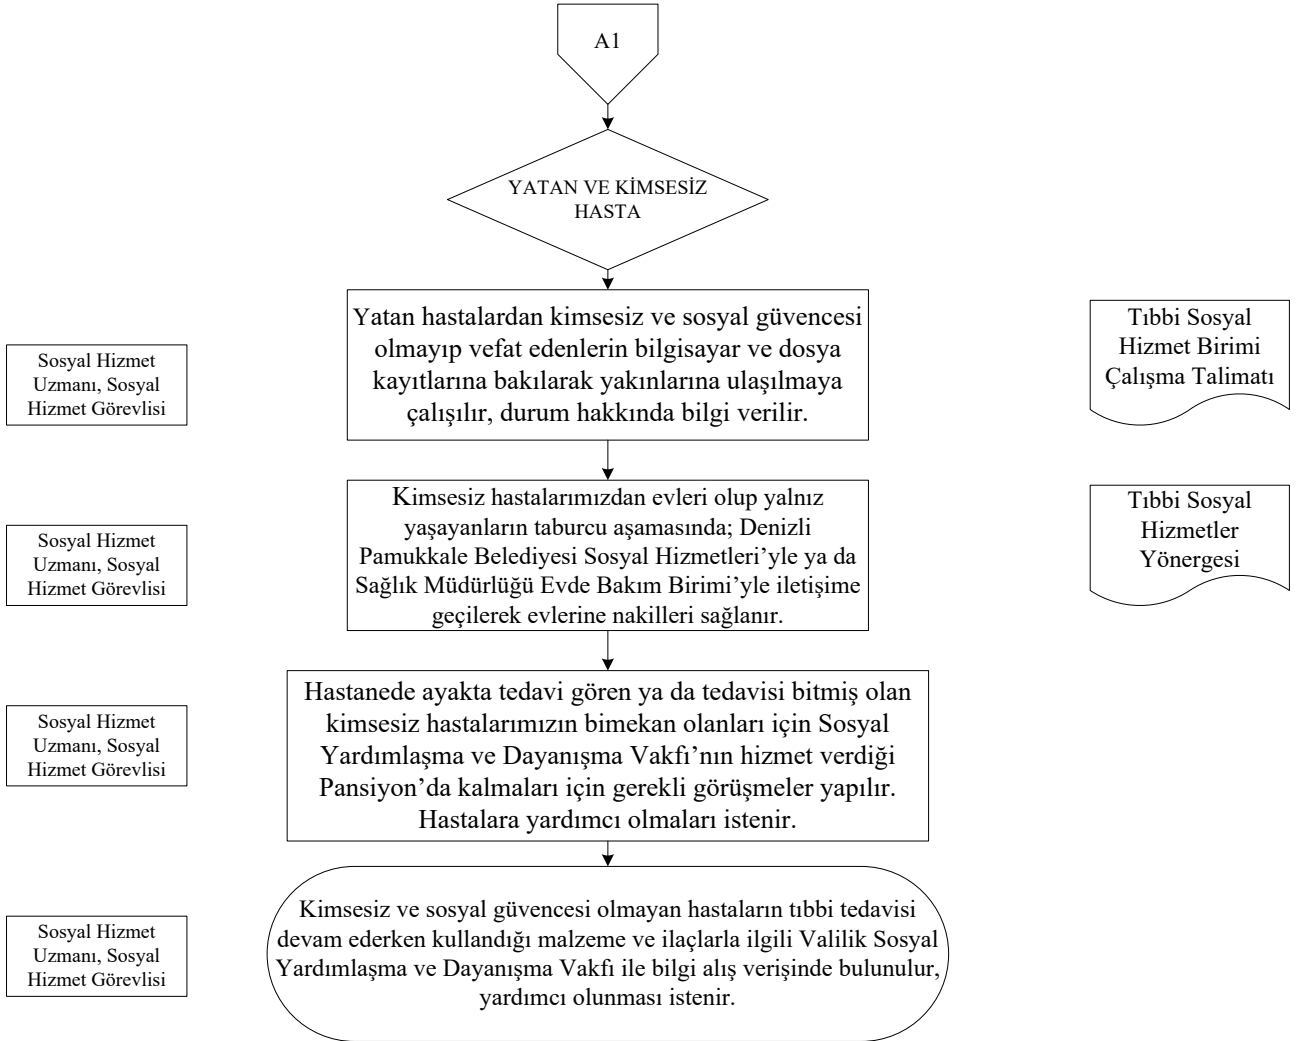 A1
YATAN VE KİMSESİZ
HASTA
Sosyal Hizmet
Uzmanı, Sosyal
Hizmet Görevlisi
Yatan hastalardan kimsesiz ve sosyal güvencesi
olmayıp vefat edenlerin bilgisayar ve dosya
kayıtlarına bakılarak yakınlarına ulaşılmaya
çalışılır, durum hakkında bilgi verilir.
Tıbbi Sosyal
Hizmet Birimi
Çalışma Talimatı
Sosyal Hizmet
Uzmanı, Sosyal
Hizmet Görevlisi
Kimsesiz hastalarımızdan evleri olup yalnız
yaşayanların taburcu aşamasında; Denizli
Pamukkale Belediyesi Sosyal Hizmetleri’yle ya da
Sağlık Müdürlüğü Evde Bakım Birimi’yle iletişime
geçilerek evlerine nakilleri sağlanır.
Tıbbi Sosyal
Hizmetler
Yönergesi
Sosyal Hizmet
Uzmanı, Sosyal
Hizmet Görevlisi
Hastanede ayakta tedavi gören ya da tedavisi bitmiş olan
kimsesiz hastalarımızın bimekan olanları için Sosyal
Yardımlaşma ve Dayanışma Vakfı’nın hizmet verdiği
Pansiyon’da kalmaları için gerekli görüşmeler yapılır.
Hastalara yardımcı olmaları istenir.
Sosyal Hizmet
Uzmanı, Sosyal
Hizmet Görevlisi
Kimsesiz ve sosyal güvencesi olmayan hastaların tıbbi tedavisi
devam ederken kullandığı malzeme ve ilaçlarla ilgili Valilik Sosyal
Yardımlaşma ve Dayanışma Vakfı ile bilgi alış verişinde bulunulur,
yardımcı olunması istenir.